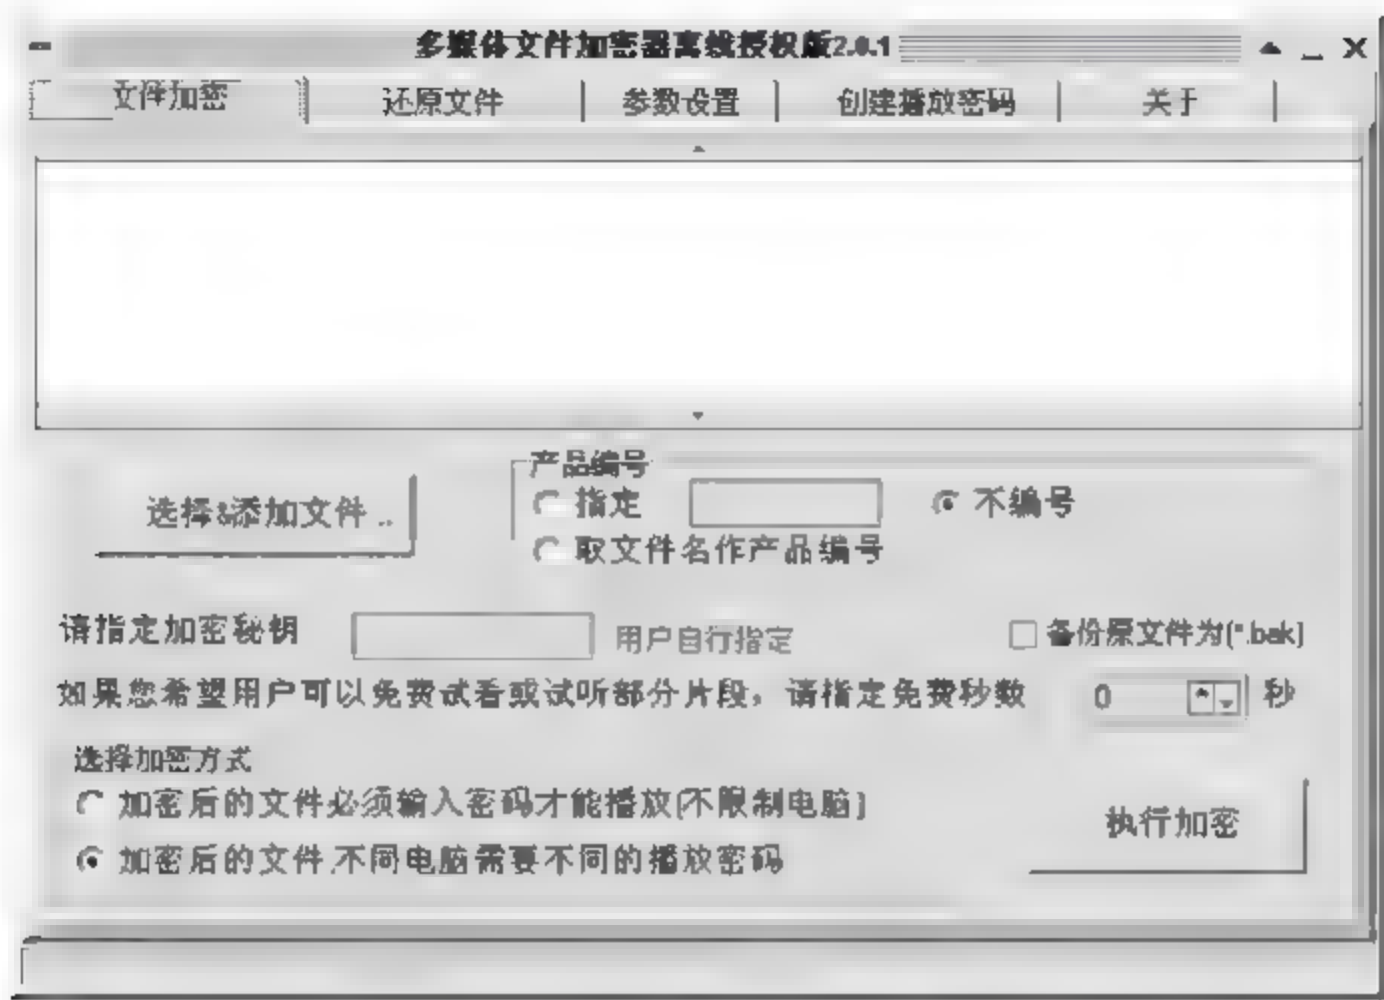 多媒体文件加密器离线授权版2.0.1
文件加密 还原文件 参数设置 创建播放密码 关于
产品编号
选择&添加文件 .. 指定 不编号
取文件名作产品编号
请指定加密秘钥 用户自行指定 备份原文件为(*.bak)
如果您希望用户可以免费试看或试听部分片段，请指定免费秒数 0 秒
选择加密方式
加密后的文件必须输入密码才能播放(不限制电脑)
执行加密
加密后的文件,不同电脑需要不同的播放密码